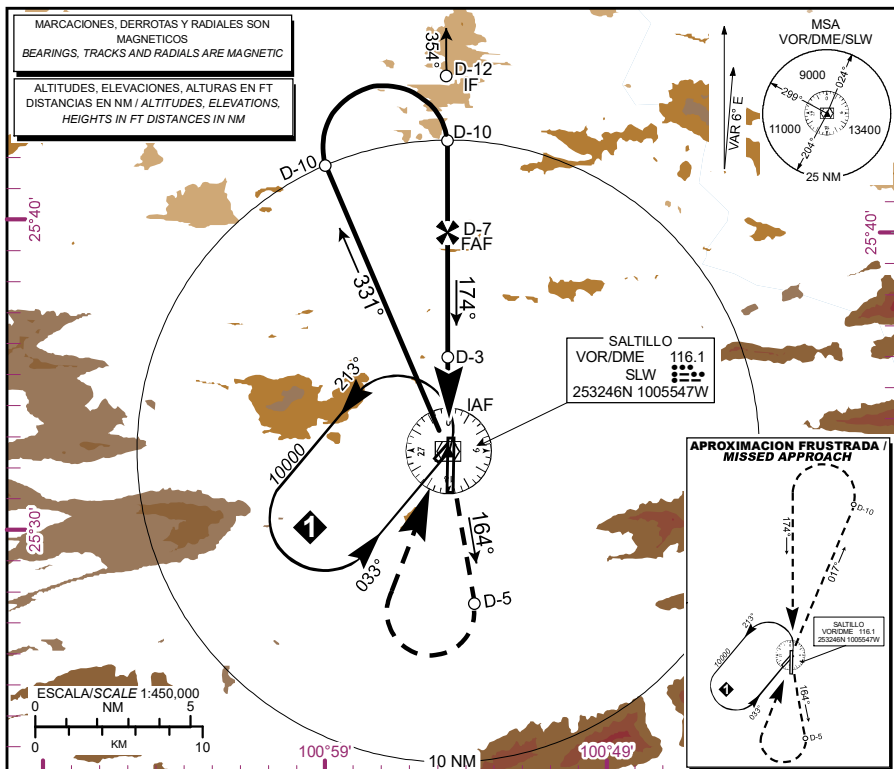 MARCACIONES, DERROTAS Y RADIALES SON
MAGNETICOS
BEARINGS, TRACKS AND RADIALS ARE MAGNETIC
ALTITUDES, ELEVACIONES, ALTURAS EN FT
DISTANCIAS EN NM / ALTITUDES, ELEVATIONS,
HEIGHTS IN FT DISTANCES IN NM
354°
D-12
IF
VAR 6° E
MSA
VOR/DME/SLW
9000
024°
299°
11000
13400
204°
25 NM
D-10
D-10
25°40'
25°40'
D-7
FAF
331°
174°
D-3
SALTILLO
VOR/DME 116.1
SLW
253246N 1005547W
213°
IAF
27
9
10000
1
033°
164°
25°30'
D-5
APROXIMACION FRUSTRADA /
MISSED APPROACH
D-10
174°
017°
SALTILLO
VOR/DME 116.1
253246N 1005547W
213°
10000
1
033°
164°
D-5
ESCALA/SCALE 1:450,000
0 NM 5
0 KM 10
100°59'
10 NM
100°49'